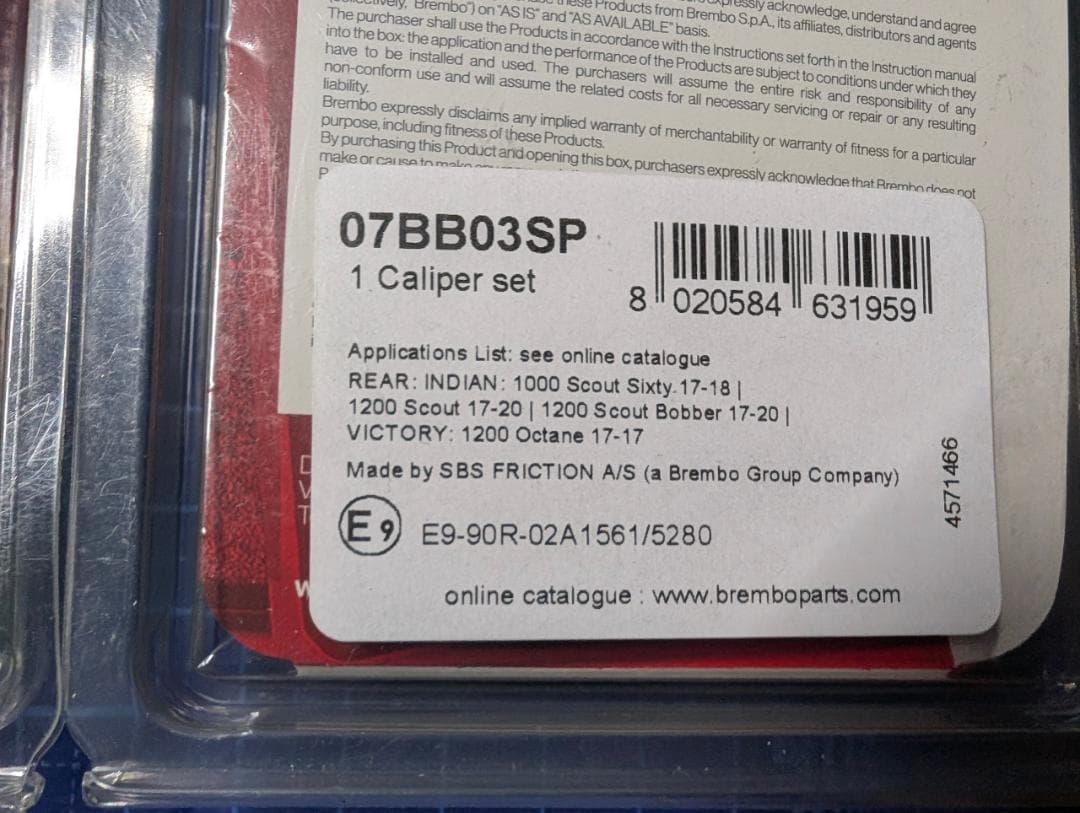 expressly acknowledge, understand and agree
these Products from Brembo S.p.A., its affiliates, distributors and agents
Brembo") on "AS IS" and "AS AVAILABLE" basis.
The purchaser shall use the Products in accordance with the Instructions set forth in the Instruction manual
into the box: the application and the performance of the Products are subject to conditions under which they
have to be installed and used. The purchasers will assume the entire risk and responsibility of any
non-conform use and will assume the related costs for all necessary servicing or repair or any resulting
liability.
Brembo expressly disclaims any implied warranty of merchantability or warranty of fitness for a particular
purpose, including fitness of these Products.
By purchasing this Product and opening this box, purchasers expressly acknowledge that Brembo does not
make or cause to make
P
07BB03SP
1 Caliper set
8 020584 631959
Applications List: see online catalogue
REAR: INDIAN: 1000 Scout Sixty 17-18 |
1200 Scout 17-20 | 1200 Scout Bobber 17-20 |
VICTORY: 1200 Octane 17-17
Made by SBS FRICTION A/S (a Brembo Group Company)
4571466
E9 E9-90R-02A1561/5280
online catalogue : www.bremboparts.com
D
V
T
w